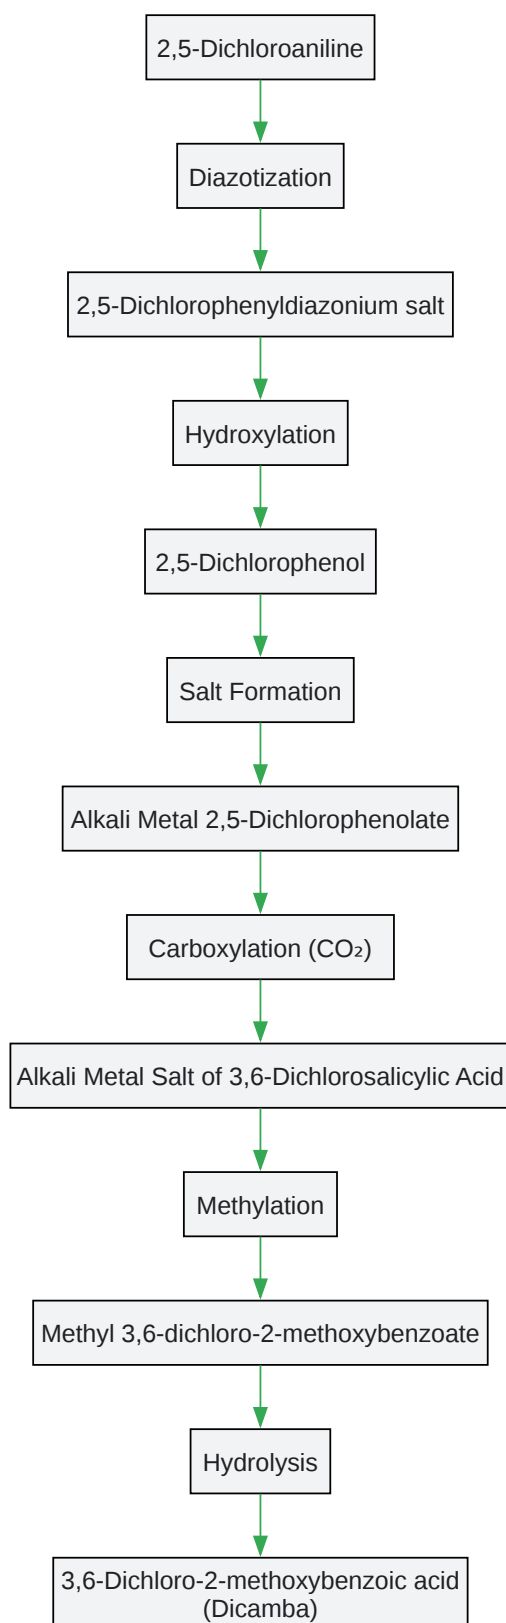 2,5-Dichloroaniline
Diazotization
2,5-Dichlorophenyldiazonium salt
Hydroxylation
2,5-Dichlorophenol
Salt Formation
Alkali Metal 2,5-Dichlorophenolate
Carboxylation (CO₂)
Alkali Metal Salt of 3,6-Dichlorosalicylic Acid
Methylation
Methyl 3,6-dichloro-2-methoxybenzoate
Hydrolysis
3,6-Dichloro-2-methoxybenzoic acid
(Dicamba)